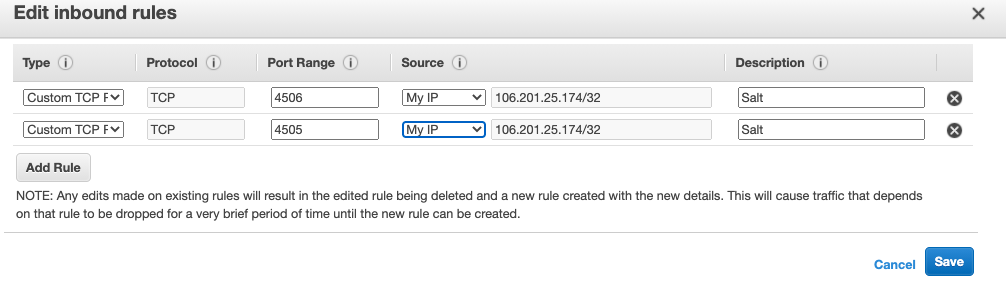 Edit inbound rules
Type Protocol Port Range Source Description
Custom TCP F TCP 4506 My IP 106.201.25.174/32 Salt
Custom TCP F TCP 4505 My IP 106.201.25.174/32 Salt
Add Rule
NOTE: Any edits made on existing rules will result in the edited rule being deleted and a new rule created with the new details. This will cause traffic that depends
on that rule to be dropped for a very brief period of time until the new rule can be created.
Cancel Save